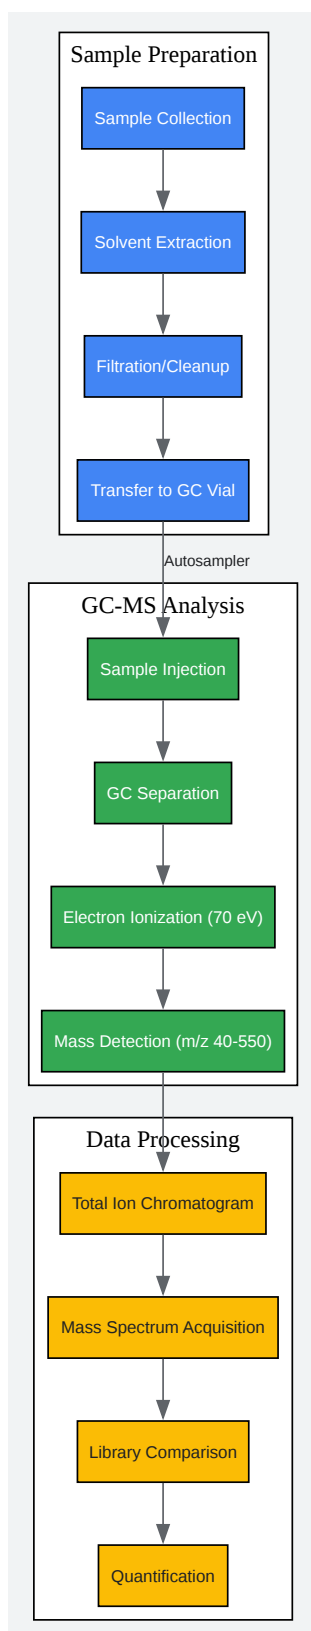 Sample Preparation
Sample Collection
Solvent Extraction
Filtration/Cleanup
Transfer to GC Vial
Autosampler
GC-MS Analysis
Sample Injection
GC Separation
Electron Ionization (70 eV)
Mass Detection (m/z 40-550)
Data Processing
Total Ion Chromatogram
Mass Spectrum Acquisition
Library Comparison
Quantification